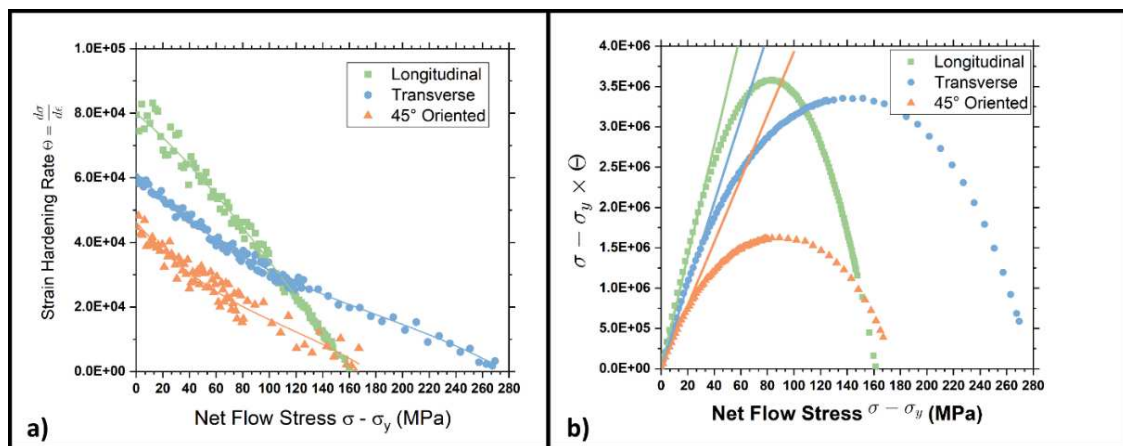 1.0E+05
8.0E+04
6.0E+04
4.0E+04
2.0E+04
0.0E+00
Strain Hardening Rate Θ = dσ/dε
Longitudinal
Transverse
45° Oriented
0 20 40 60 80 100 120 140 160 180 200 220 240 260 280
Net Flow Stress σ - σy (MPa)
a)
4.0E+06
3.5E+06
3.0E+06
2.5E+06
2.0E+06
1.5E+06
1.0E+06
5.0E+05
0.0E+00
σ − σy × Θ
Longitudinal
Transverse
45° Oriented
0 20 40 60 80 100 120 140 160 180 200 220 240 260 280
Net Flow Stress σ − σy (MPa)
b)